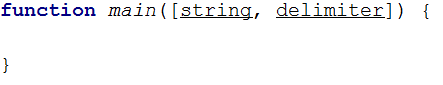 function main([string, delimiter]) {
}